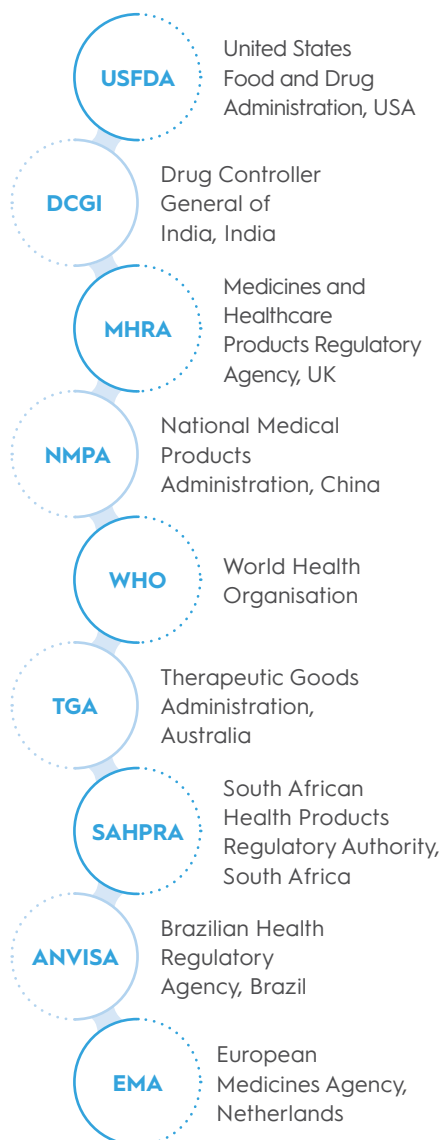 USFDA
United States
Food and Drug
Administration, USA
DCGI
Drug Controller
General of
India, India
MHRA
Medicines and
Healthcare
Products Regulatory
Agency, UK
NMPA
National Medical
Products
Administration, China
WHO
World Health
Organisation
TGA
Therapeutic Goods
Administration,
Australia
SAHPRA
South African
Health Products
Regulatory Authority,
South Africa
ANVISA
Brazilian Health
Regulatory
Agency, Brazil
EMA
European
Medicines Agency,
Netherlands